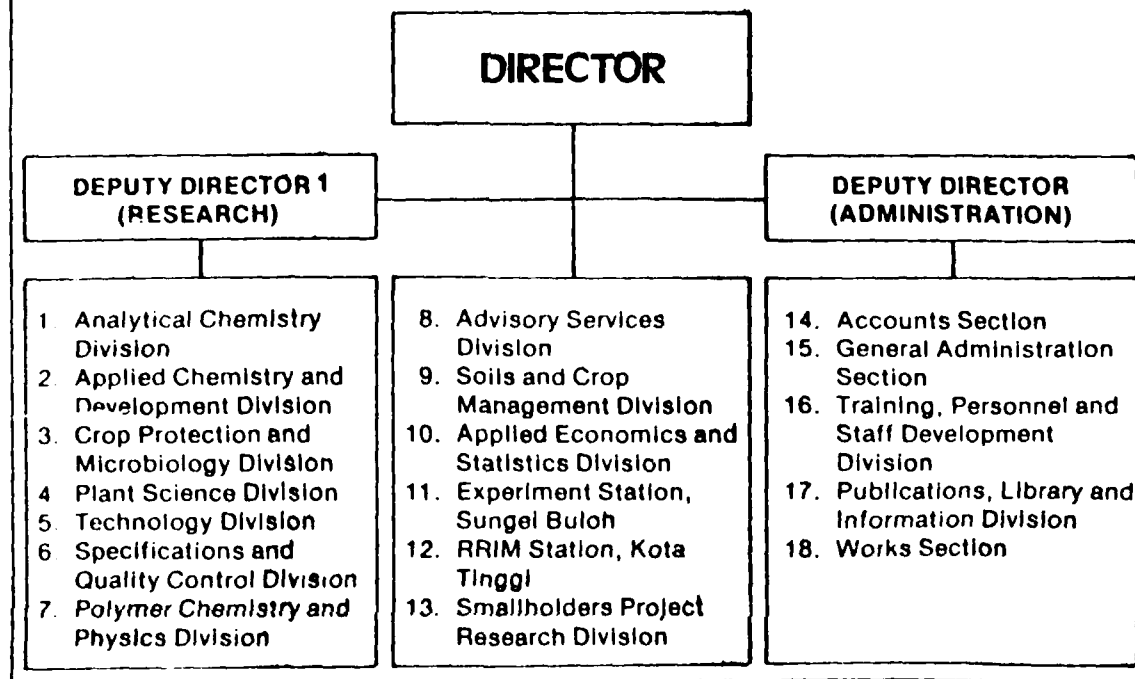 DIRECTOR
DEPUTY DIRECTOR 1
(RESEARCH)
DEPUTY DIRECTOR
(ADMINISTRATION)
1. Analytical Chemistry
Division
2. Applied Chemistry and
Development Division
3. Crop Protection and
Microbiology Division
4 Plant Science Division
5. Technology Division
6. Specifications and
Quality Control Division
7. Polymer Chemistry and
Physics Division
8. Advisory Services
Division
9. Soils and Crop
Management Division
10. Applied Economics and
Statistics Division
11. Experiment Station,
Sungei Buloh
12. RRIM Station, Kota
Tinggi
13. Smallholders Project
Research Division
14. Accounts Section
15. General Administration
Section
16. Training, Personnel and
Staff Development
Division
17. Publications, Library and
Information Division
18. Works Section